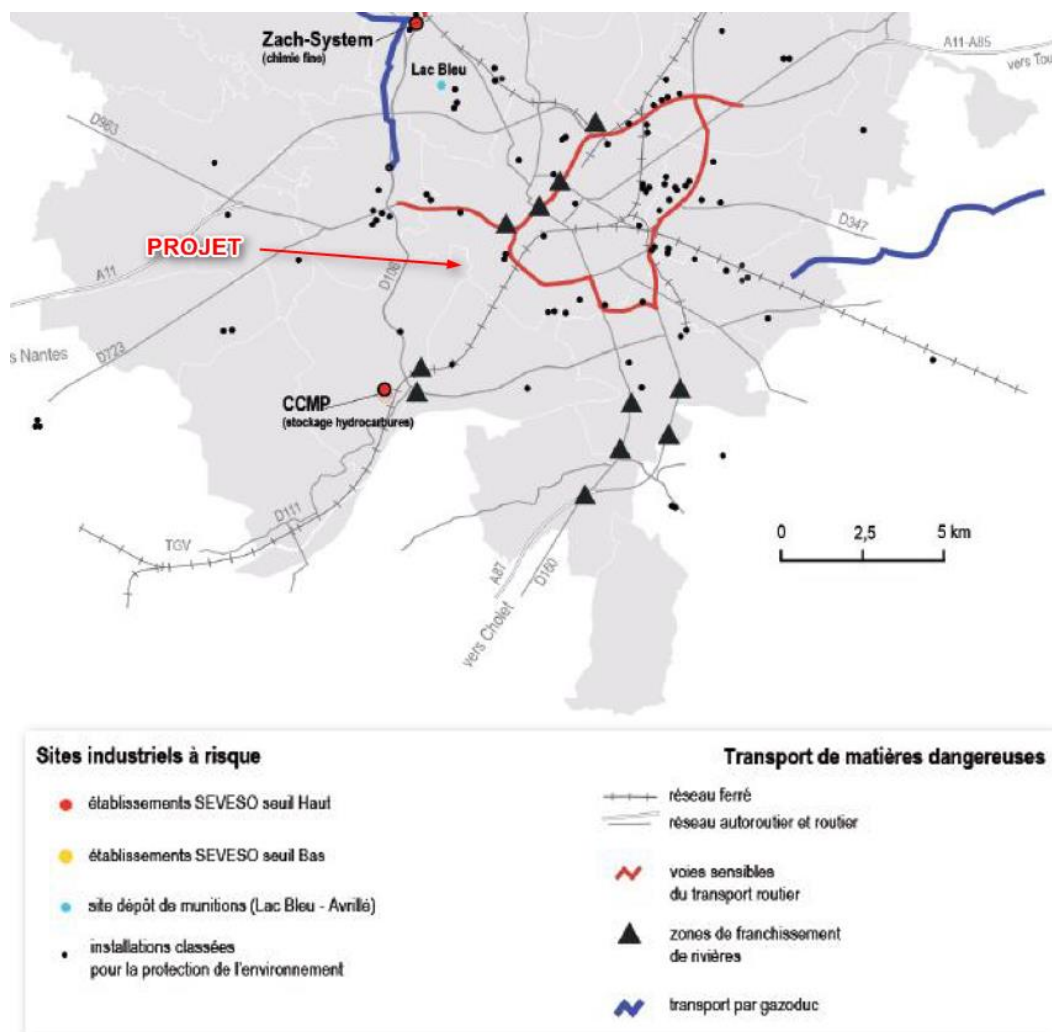 Zach-System
(chimie fine)
Lac Bleu
A11-A85
vers Tou
D963
PROJET
D347
A11
D106
s Nantes
D723
CCMP
(stockage hydrocarbures)
D111
TGV
A87
D160
vers Cholet
0 2,5 5 km
Sites industriels à risque
établissements SEVESO seuil Haut
établissements SEVESO seuil Bas
site dépôt de munitions (Lac Bleu - Avrillé)
installations classées
pour la protection de l'environnement
Transport de matières dangereuses
réseau ferré
réseau autoroutier et routier
voies sensibles
du transport routier
zones de franchissement
de rivières
transport par gazoduc